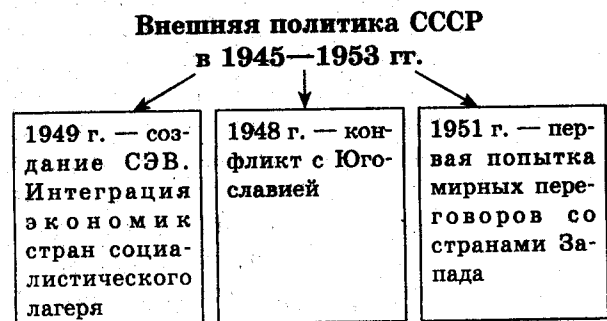 Внешняя политика СССР
в 1945—1953 гг.
1949 г. — соз-
дание СЭВ.
Интеграция
экономик
стран социа-
листического
лагеря
1948 г. — кон-
фликт с Юго-
славией
1951 г. — пер-
вая попытка
мирных пере-
говоров со
странами За-
пада